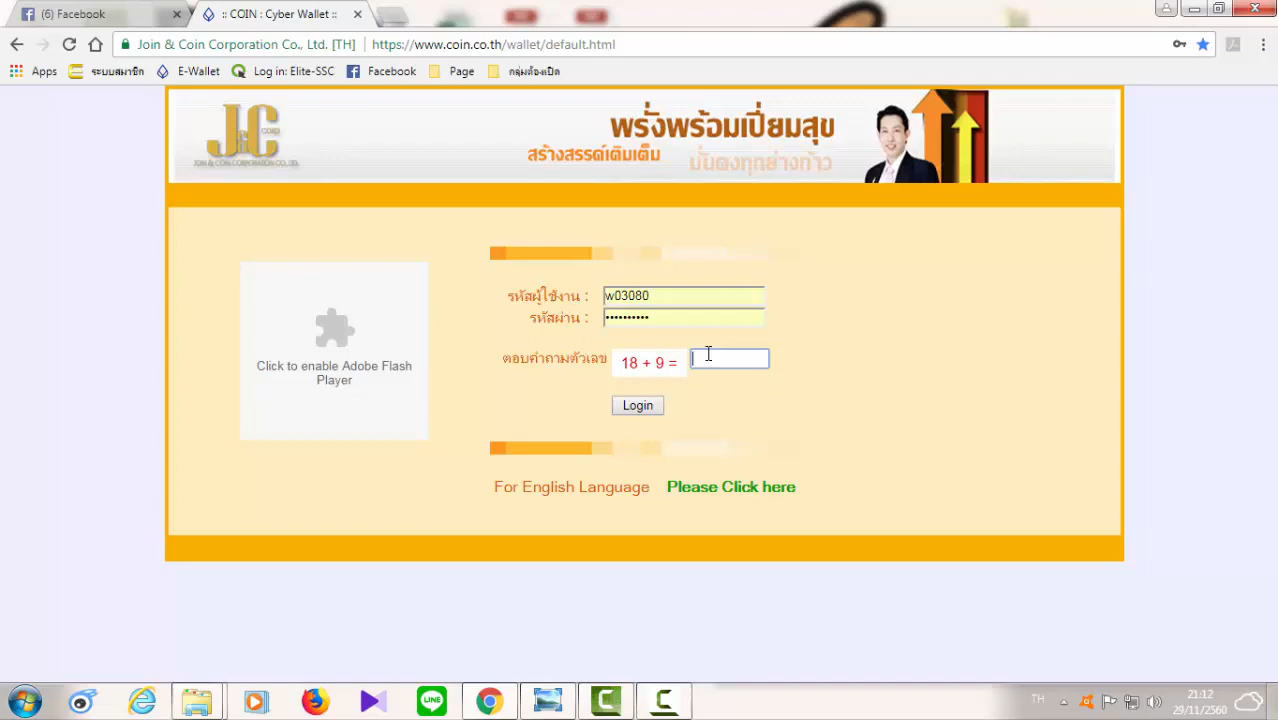 (6) Facebook
:: COIN : Cyber Wallet ::
Join & Coin Corporation Co., Ltd. [TH]
https://www.coin.co.th/wallet/default.html
Apps
ระบบสมาชิก
E-Wallet
Log in: Elite-SSC
Facebook
Page
กลุ่มต้องเปิด
J&C
CORP
JOIN & COIN CORPORATION CO., LTD.
พรั่งพร้อมเปี่ยมสุข
สร้างสรรค์เติมเต็ม
มั่นคงทุกย่างก้าว
Click to enable Adobe Flash
Player
รหัสผู้ใช้งาน :
w03080
รหัสผ่าน :
••••••••••
ตอบคำถามตัวเลข
18 + 9 =
Login
For English Language
Please Click here
LINE
TH
21:12
29/11/2560